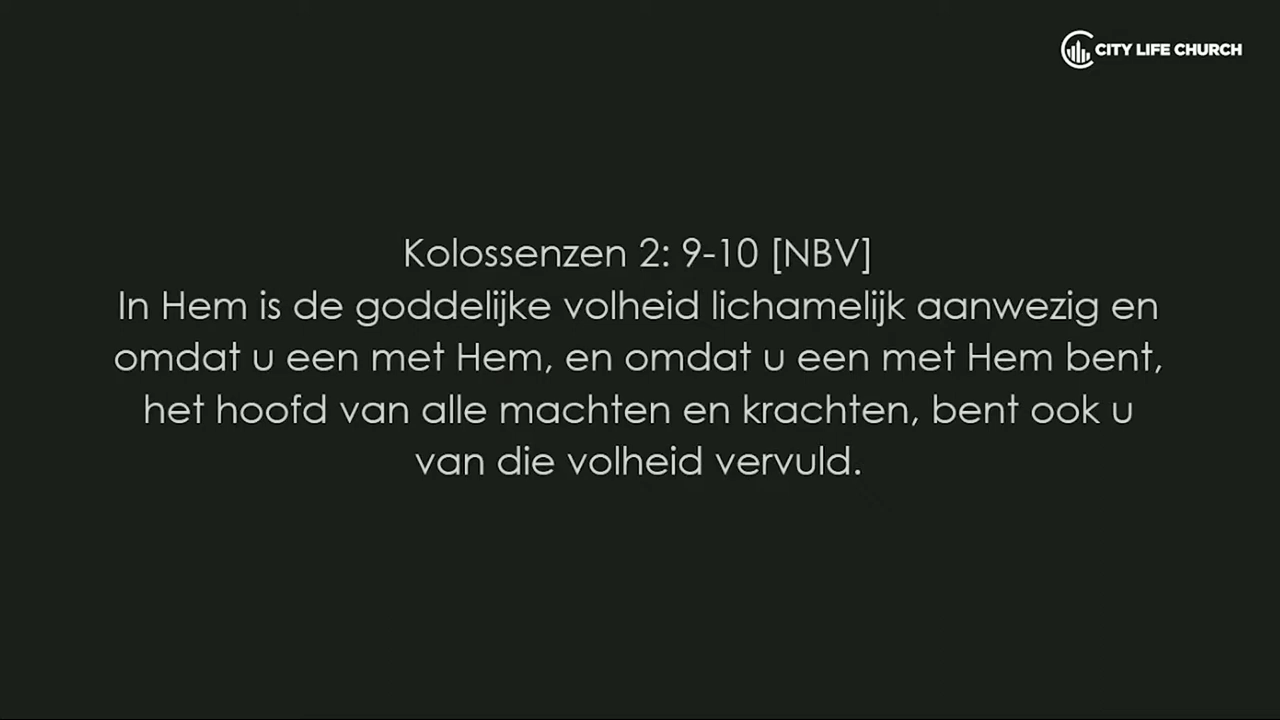 CITY LIFE CHURCH
Kolossenzen 2: 9-10 [NBV]
In Hem is de goddelijke volheid lichamelijk aanwezig en
omdat u een met Hem, en omdat u een met Hem bent,
het hoofd van alle machten en krachten, bent ook u
van die volheid vervuld.